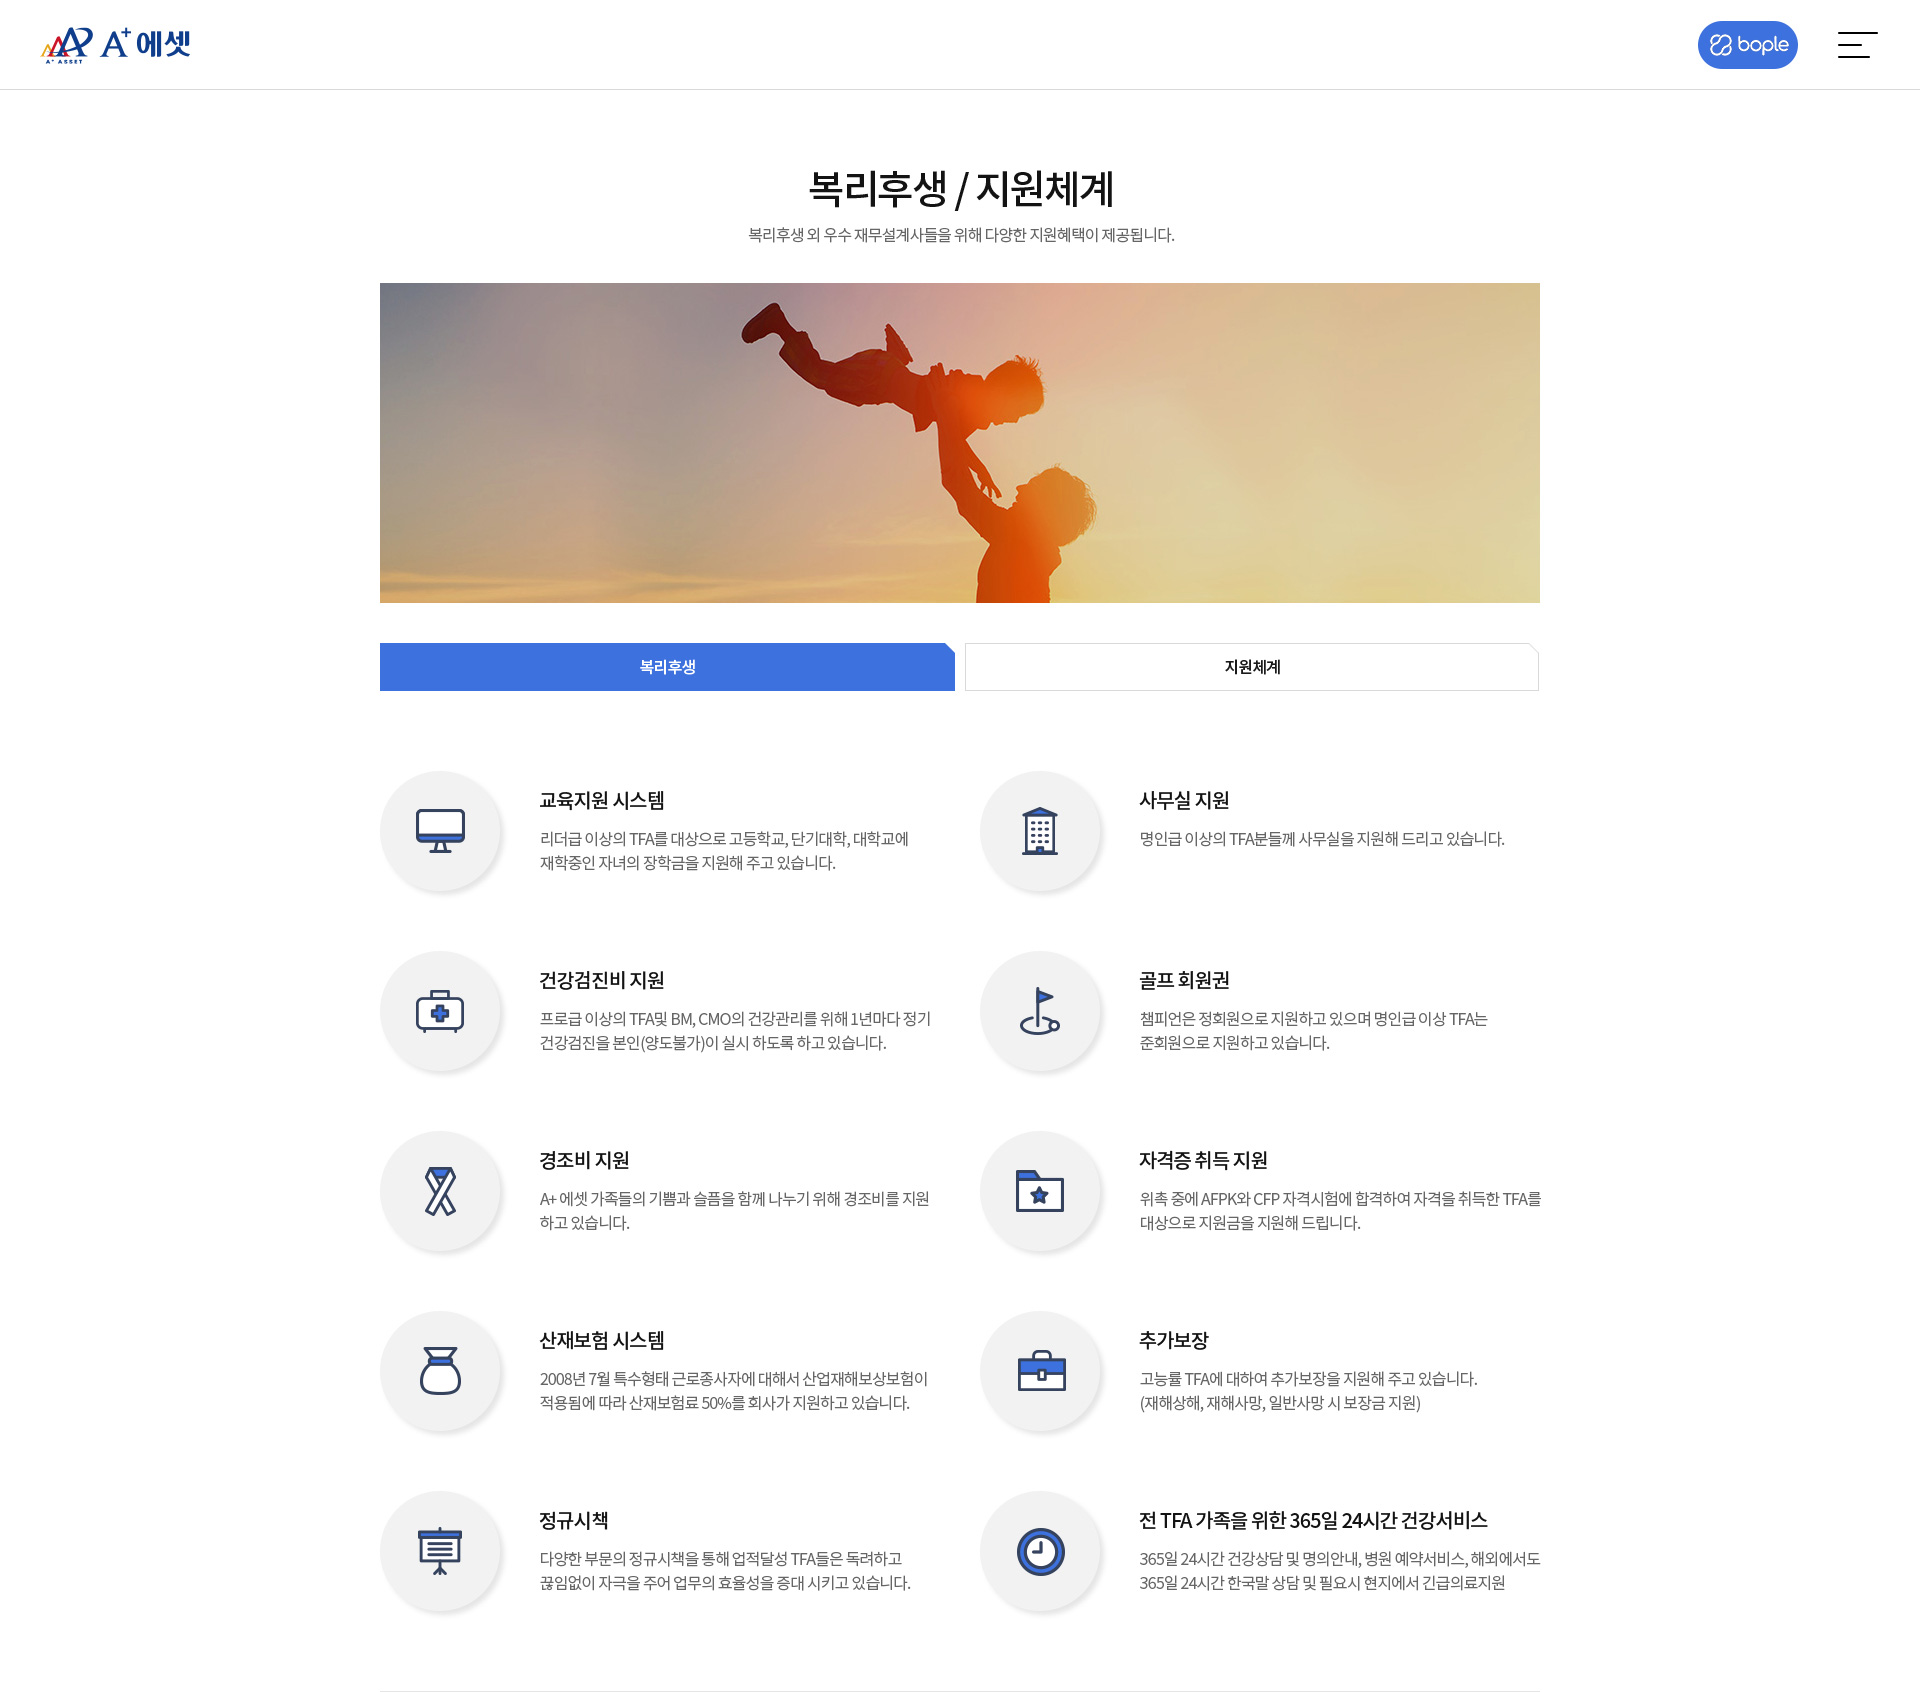 A+ ASSET
A+에셋
bople
복리후생 / 지원체계
복리후생 외 우수 재무설계사들을 위해 다양한 지원혜택이 제공됩니다.
복리후생
지원체계
교육지원 시스템
리더급 이상의 TFA를 대상으로 고등학교, 단기대학, 대학교에
재학중인 자녀의 장학금을 지원해 주고 있습니다.
사무실 지원
명인급 이상의 TFA분들께 사무실을 지원해 드리고 있습니다.
건강검진비 지원
프로급 이상의 TFA및 BM, CMO의 건강관리를 위해 1년마다 정기
건강검진을 본인(양도불가)이 실시 하도록 하고 있습니다.
골프 회원권
챔피언은 정회원으로 지원하고 있으며 명인급 이상 TFA는
준회원으로 지원하고 있습니다.
경조비 지원
A+ 에셋 가족들의 기쁨과 슬픔을 함께 나누기 위해 경조비를 지원
하고 있습니다.
자격증 취득 지원
위촉 중에 AFPK와 CFP 자격시험에 합격하여 자격을 취득한 TFA를
대상으로 지원금을 지원해 드립니다.
산재보험 시스템
2008년 7월 특수형태 근로종사자에 대해서 산업재해보상보험이
적용됨에 따라 산재보험료 50%를 회사가 지원하고 있습니다.
추가보장
고능률 TFA에 대하여 추가보장을 지원해 주고 있습니다.
(재해상해, 재해사망, 일반사망 시 보장금 지원)
정규시책
다양한 부문의 정규시책을 통해 업적달성 TFA들은 독려하고
끊임없이 자극을 주어 업무의 효율성을 증대 시키고 있습니다.
전 TFA 가족을 위한 365일 24시간 건강서비스
365일 24시간 건강상담 및 명의안내, 병원 예약서비스, 해외에서도
365일 24시간 한국말 상담 및 필요시 현지에서 긴급의료지원